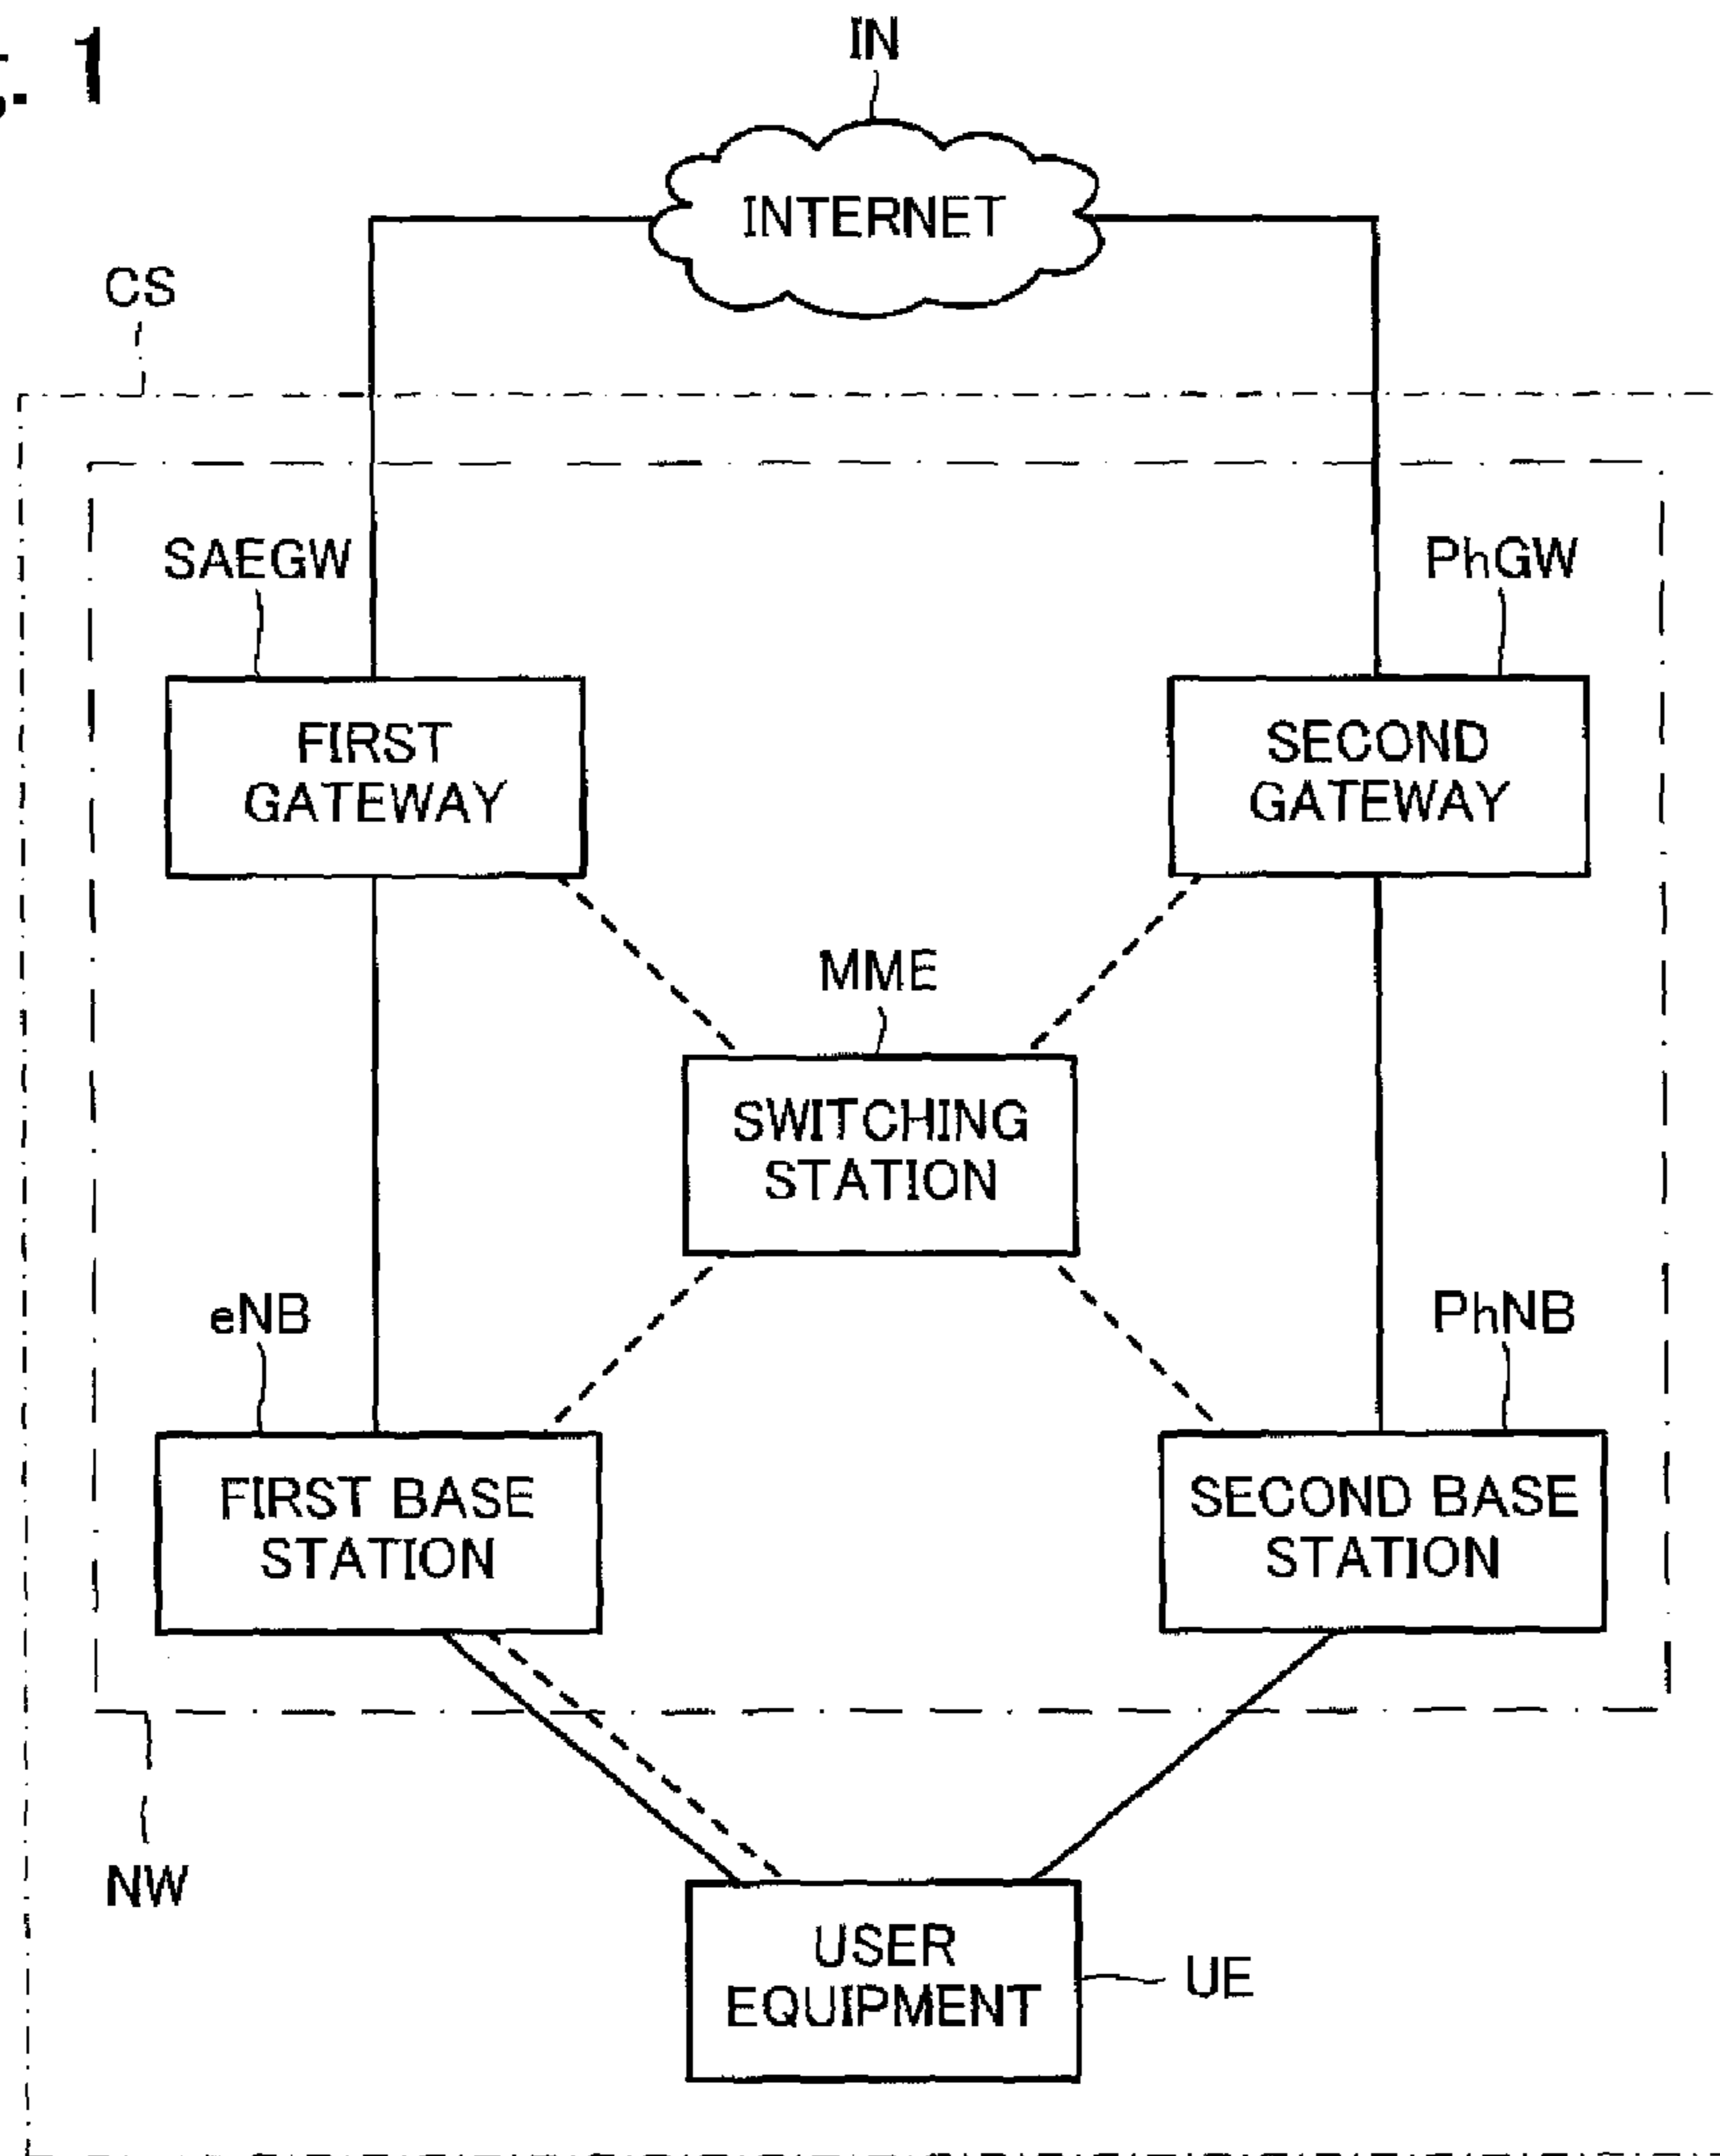 . 1
IN
INTERNET
CS
SAEGW
PhGW
FIRST
GATEWAY
SECOND
GATEWAY
MME
SWITCHING
STATION
eNB
PhNB
FIRST BASE
STATION
SECOND BASE
STATION
NW
USER
EQUIPMENT
UE